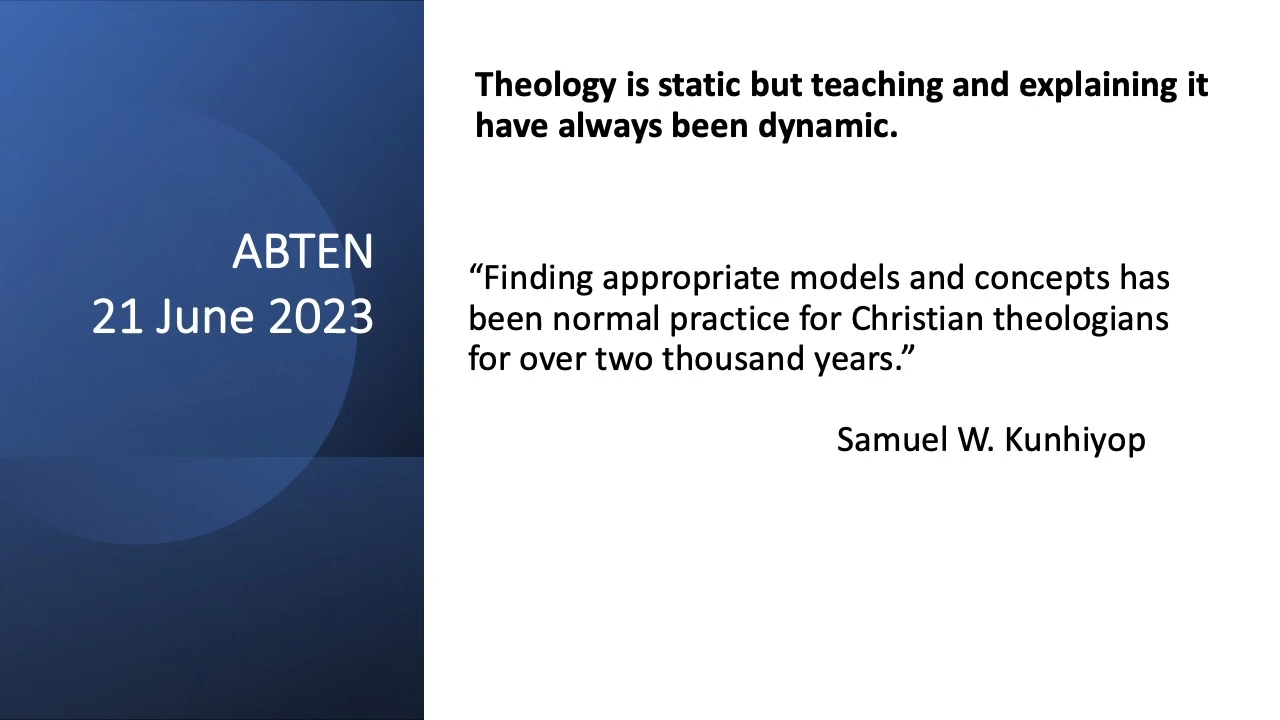 ABTEN
21 June 2023
Theology is static but teaching and explaining it
have always been dynamic.
“Finding appropriate models and concepts has
been normal practice for Christian theologians
for over two thousand years.”
Samuel W. Kunhiyop